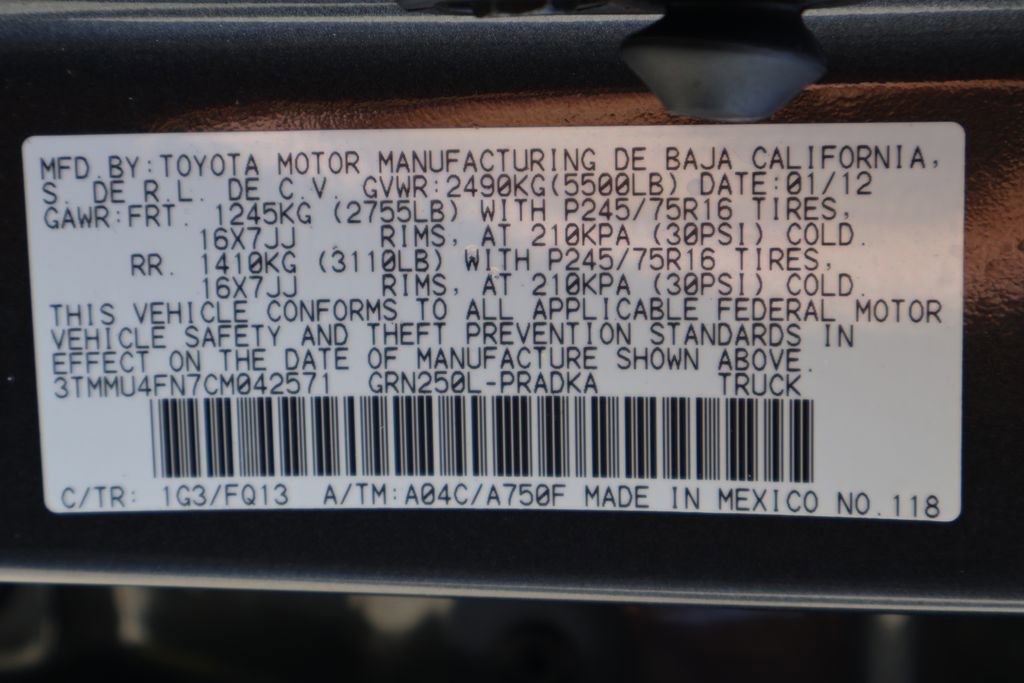 MFD.BY:TOYOTA MOTOR MANUFACTURING DE BAJA CALIFORNIA,
S. DE R.L. DE C.V. GVWR:2490KG(5500LB) DATE:01/12
GAWR:FRT. 1245KG (2755LB) WITH P245/75R16 TIRES,
16X7JJ RIMS, AT 210KPA (30PSI) COLD.
RR. 1410KG (3110LB) WITH P245/75R16 TIRES,
16X7JJ RIMS, AT 210KPA (30PSI) COLD.
THIS VEHICLE CONFORMS TO ALL APPLICABLE FEDERAL MOTOR
VEHICLE SAFETY AND THEFT PREVENTION STANDARDS IN
EFFECT ON THE DATE OF MANUFACTURE SHOWN ABOVE.
3TMMU4FN7CM042571 GRN250L-PRADKA TRUCK
C/TR: 1G3/FQ13 A/TM:A04C/A750F MADE IN MEXICO NO.118